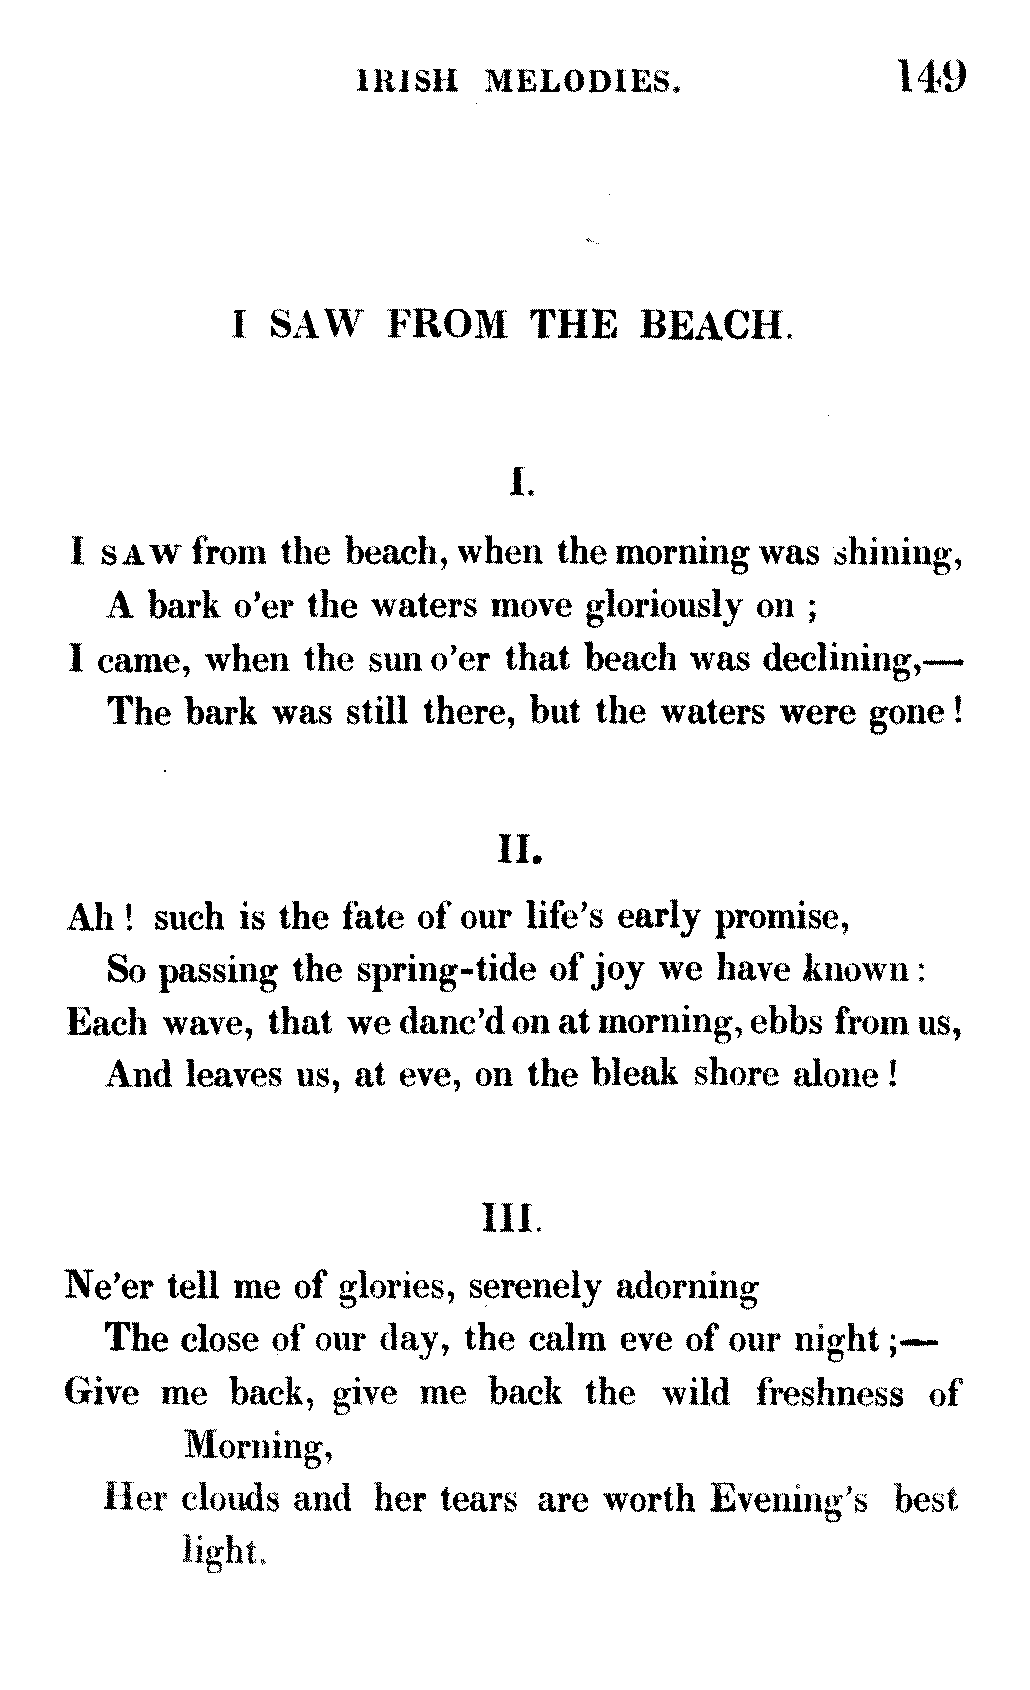 IRISH MELODIES. 149
I SAW FROM THE BEACH.
I.
I SAW from the beach, when the morning was shining,
A bark o'er the waters move gloriously on ;
I came, when the sun o'er that beach was declining,—
The bark was still there, but the waters were gone !
II.
Ah ! such is the fate of our life's early promise,
So passing the spring-tide of joy we have known :
Each wave, that we danc'd on at morning, ebbs from us,
And leaves us, at eve, on the bleak shore alone !
III.
Ne'er tell me of glories, serenely adorning
The close of our day, the calm eve of our night ;—
Give me back, give me back the wild freshness of
Morning,
Her clouds and her tears are worth Evening's best
light.